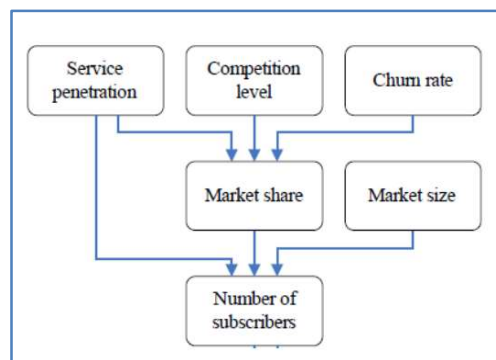 Service
penetration
Competition
level
Churn rate
Market share
Market size
Number of
subscribers